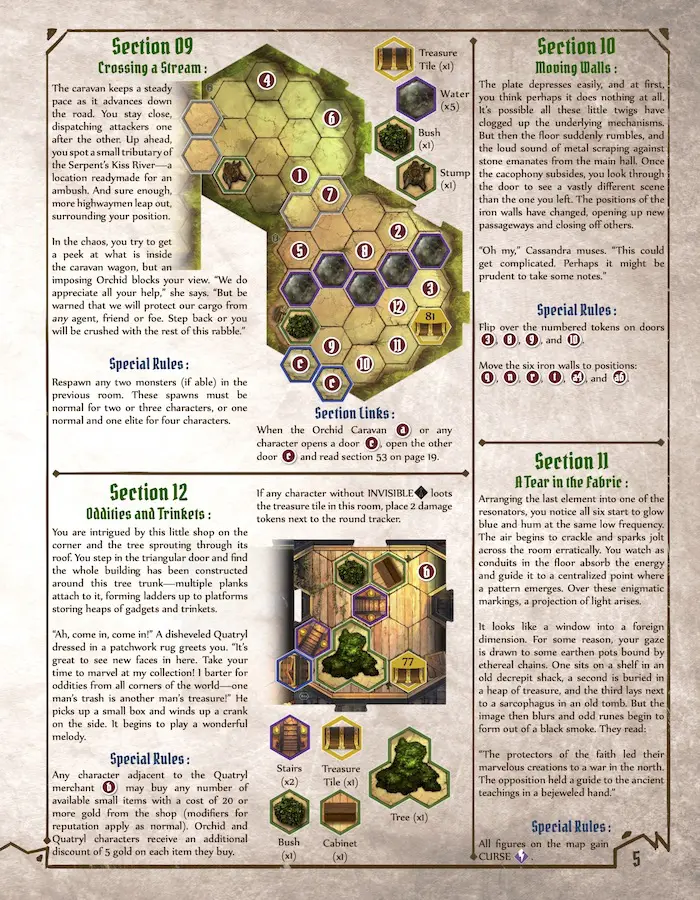 Section 09
Crossing a Stream :
The caravan keeps a steady
pace as it advances down
the road. You stay close,
dispatching attackers one
after the other. Up ahead,
you spot a small tributary of
the Serpent's Kiss River—a
location readymade for an
ambush. And sure enough,
more highwaymen leap out,
surrounding your position.
In the chaos, you try to get
a peek at what is inside
the caravan wagon, but an
imposing Orchid blocks your view. "We do
appreciate all your help," she says. "But be
warned that we will protect our cargo from
any agent, friend or foe. Step back or you
will be crushed with the rest of this rabble."
Special Rules :
Respawn any two monsters (if able) in the
previous room. These spawns must be
normal for two or three characters, or one
normal and one elite for four characters.
4
6
1
7
5
8
2
3
12
81
9
10
11
c
c
Treasure
Tile (x1)
Water
(x5)
Bush
(x1)
Stump
(x1)
Section Links :
When the Orchid Caravan a or any
character opens a door c, open the other
door c and read section 53 on page 19.
Section 10
Moving Walls :
The plate depresses easily, and at first,
you think perhaps it does nothing at all.
It's possible all these little twigs have
clogged up the underlying mechanisms.
But then the floor suddenly rumbles, and
the loud sound of metal scraping against
stone emanates from the main hall. Once
the cacophony subsides, you look through
the door to see a vastly different scene
than the one you left. The positions of the
iron walls have changed, opening up new
passageways and closing off others.
"Oh my," Cassandra muses. "This could
get complicated. Perhaps it might be
prudent to take some notes."
Special Rules :
Flip over the numbered tokens on doors
3, 8, 9, and 10.
Move the six iron walls to positions:
Section 11
A Tear in the Fabric :
Arranging the last element into one of the
resonators, you notice all six start to glow
blue and hum at the same low frequency.
The air begins to crackle and sparks jolt
across the room erratically. You watch as
conduits in the floor absorb the energy
and guide it to a centralized point where
a pattern emerges. Over these enigmatic
markings, a projection of light arises.
It looks like a window into a foreign
dimension. For some reason, your gaze
is drawn to some earthen pots bound by
ethereal chains. One sits on a shelf in an
old decrepit shack, a second is buried in
a heap of treasure, and the third lays next
to a sarcophagus in an old tomb. But the
image then blurs and odd runes begin to
form out of a black smoke. They read:
"The protectors of the faith led their
marvelous creations to a war in the north.
The opposition held a guide to the ancient
teachings in a bejeweled hand."
Special Rules :
All figures on the map gain
CURSE .
Section 12
Oddities and Trinkets :
You are intrigued by this little shop on the
corner and the tree sprouting through its
roof. You step in the triangular door and find
the whole building has been constructed
around this tree trunk—multiple planks
attach to it, forming ladders up to platforms
storing heaps of gadgets and trinkets.
"Ah, come in, come in!" A disheveled Quatryl
dressed in a patchwork rug greets you. "It's
great to see new faces in here. Take your
time to marvel at my collection! I barter for
oddities from all corners of the world—one
man's trash is another man's treasure!" He
picks up a small box and winds up a crank
on the side. It begins to play a wonderful
melody.
Special Rules :
Any character adjacent to the Quatryl
merchant b may buy any number of
available small items with a cost of 20 or
more gold from the shop (modifiers for
reputation apply as normal). Orchid and
Quatryl characters receive an additional
discount of 5 gold on each item they buy.
If any character without INVISIBLE loots
the treasure tile in this room, place 2 damage
tokens next to the round tracker.
b
77
Stairs
(x2)
Treasure
Tile (x1)
Tree (x1)
Bush
(x1)
Cabinet
(x1)
5